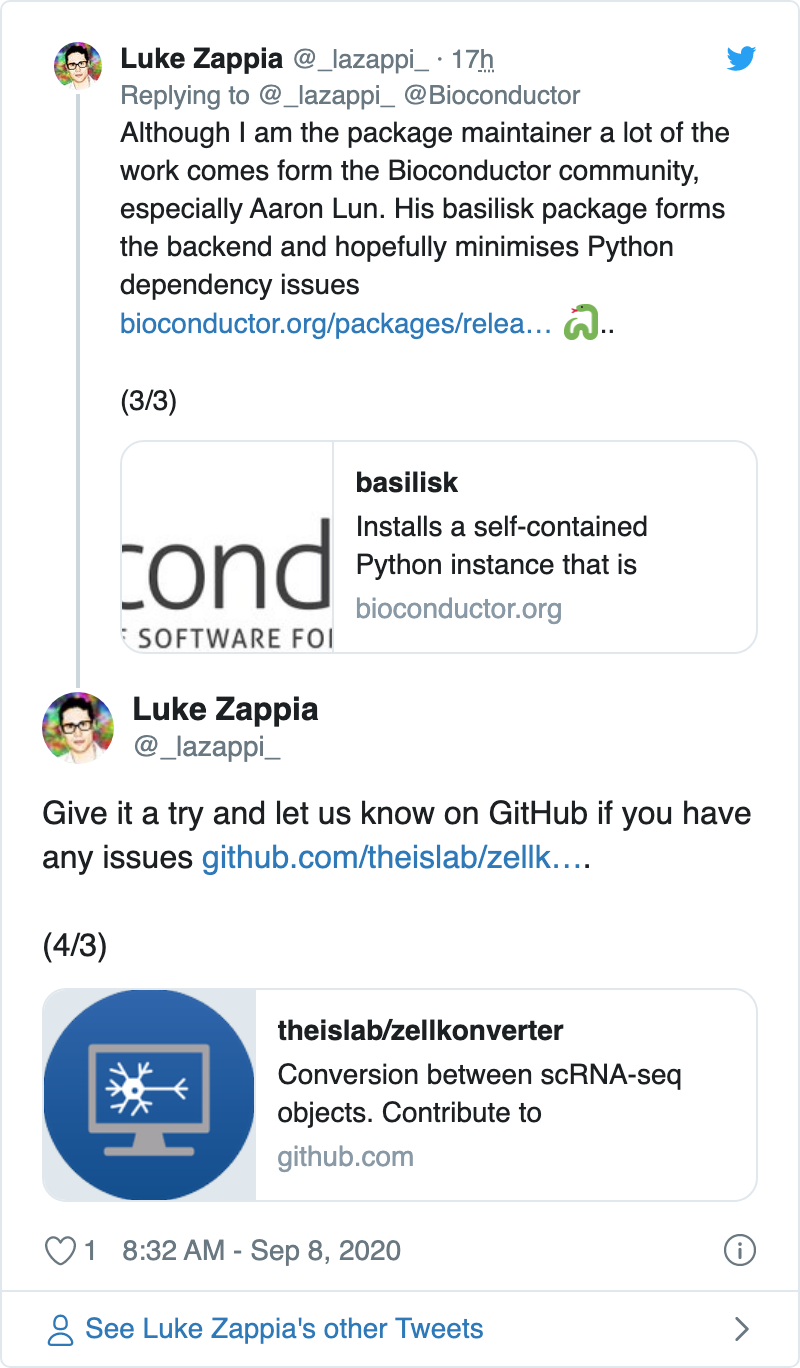 Luke Zappia @_lazappi_ · 17h
Replying to @_lazappi_ @Bioconductor
Although I am the package maintainer a lot of the
work comes form the Bioconductor community,
especially Aaron Lun. His basilisk package forms
the backend and hopefully minimises Python
dependency issues
bioconductor.org/packages/relea… 🐍..
(3/3)
cond
SOFTWARE FO
basilisk
Installs a self-contained
Python instance that is
bioconductor.org
Luke Zappia
@_lazappi_
Give it a try and let us know on GitHub if you have
any issues github.com/theislab/zellk….
(4/3)
theislab/zellkonverter
Conversion between scRNA-seq
objects. Contribute to
github.com
1 8:32 AM - Sep 8, 2020
See Luke Zappia's other Tweets